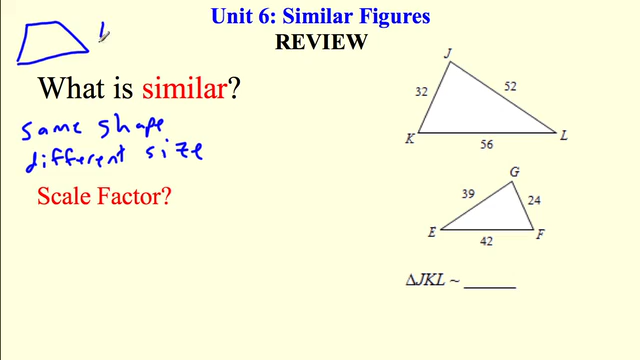 Unit 6: Similar Figures
REVIEW
What is similar?
same shape
different size
Scale Factor?
J
32
52
K
56
L
G
39
24
E
42
F
ΔJKL ~ ______